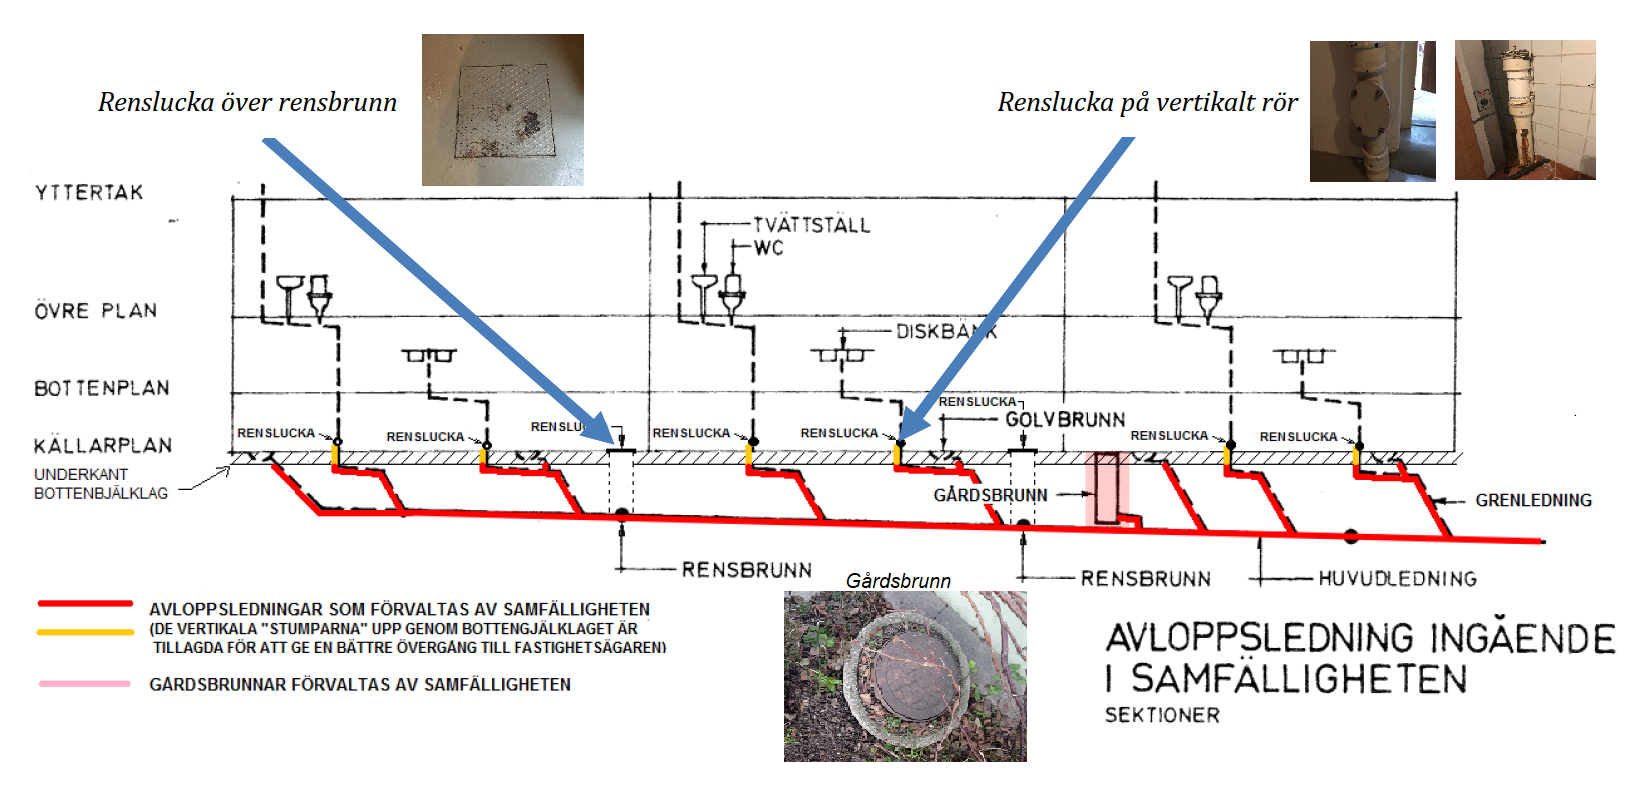 Renslucka över rensbrunn
Renslucka på vertikalt rör
YTTERTAK
TVÄTTSTÄLL
WC
ÖVRE PLAN
DISKBÄNK
BOTTENPLAN
RENSLUCKA
GOLVBRUNN
KÄLLARPLAN
RENSLUCKA
RENSLUCKA
RENSLUCKA
RENSLUCKA
RENSLUCKA
RENSLUCKA
UNDERKANT
BOTTENBJÄLKLAG
GÅRDSBRUNN
GRENLEDNING
RENSBRUNN
RENSBRUNN
HUVUDLEDNING
Gårdsbrunn
AVLOPPSLEDNINGAR SOM FÖRVALTAS AV SAMFÄLLIGHETEN
(DE VERTIKALA "STUMPARNA" UPP GENOM BOTTENGJÄLKLAGET ÄR
TILLAGDA FÖR ATT GE EN BÄTTRE ÖVERGÅNG TILL FASTIGHETSÄGAREN)
GÅRDSBRUNNAR FÖRVALTAS AV SAMFÄLLIGHETEN
AVLOPPSLEDNING INGÅENDE
I SAMFÄLLIGHETEN
SEKTIONER